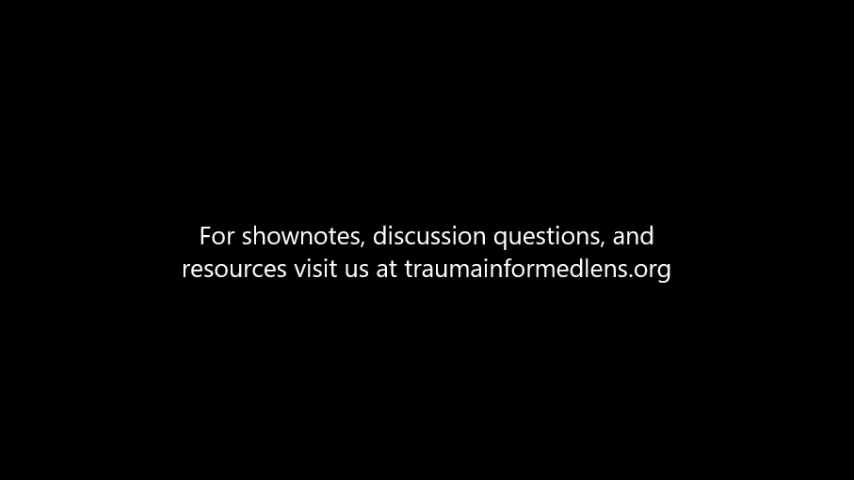 For shownotes, discussion questions, and
resources visit us at traumainformedlens.org